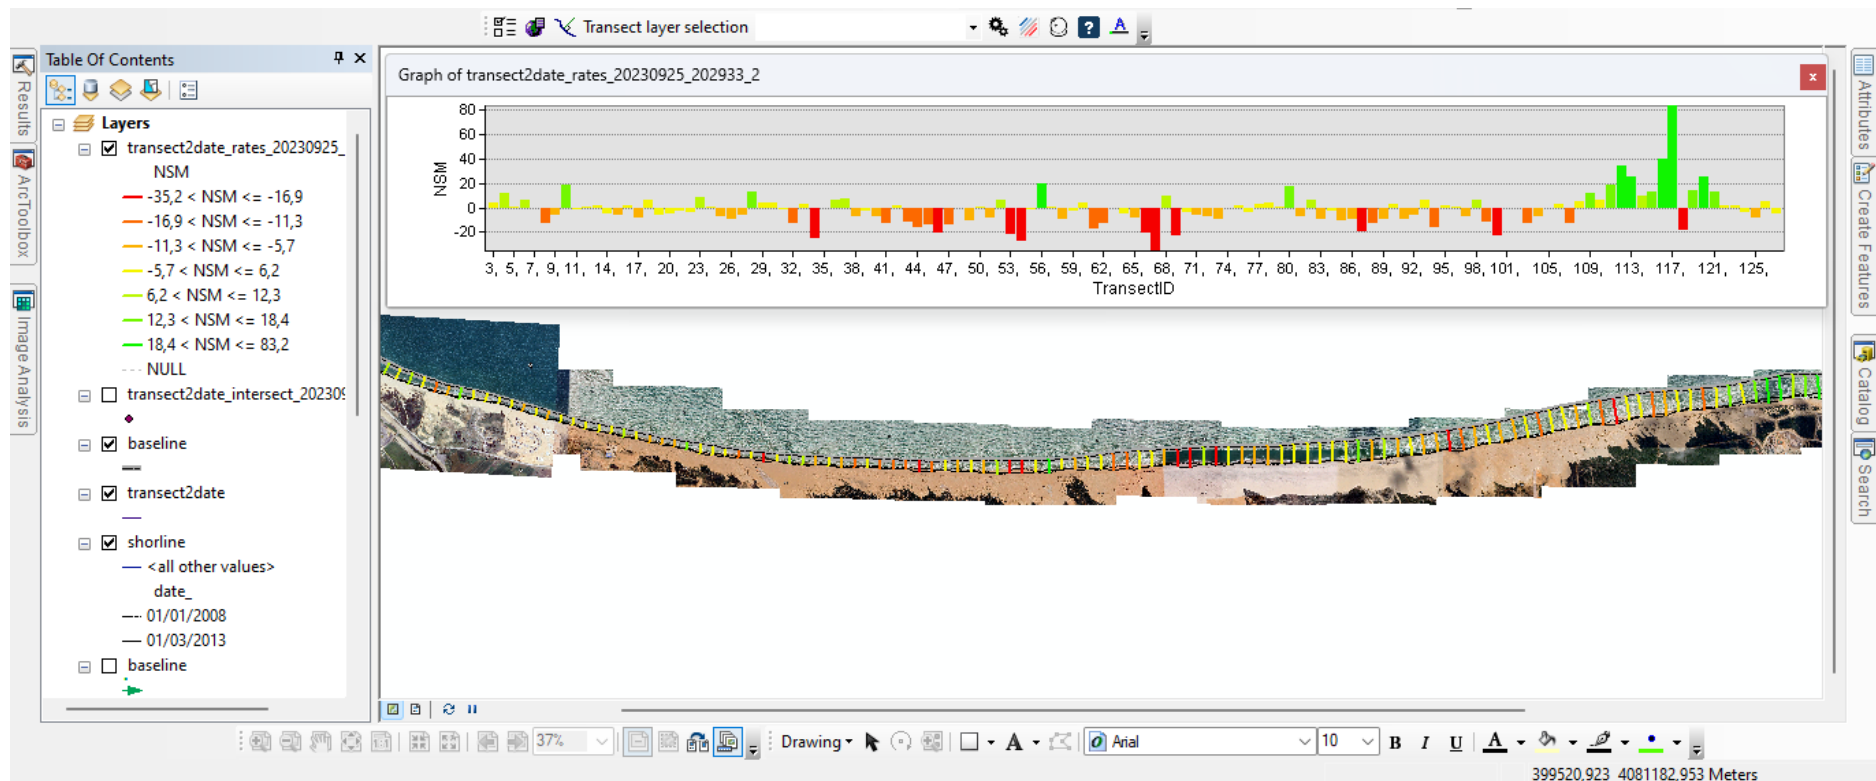 Transect layer selection
Table Of Contents
Results
ArcToolbox
Image Analysis
Layers
transect2date_rates_20230925_
NSM
-35,2 < NSM <= -16,9
-16,9 < NSM <= -11,3
-11,3 < NSM <= -5,7
-5,7 < NSM <= 6,2
6,2 < NSM <= 12,3
12,3 < NSM <= 18,4
18,4 < NSM <= 83,2
NULL
transect2date_intersect_202309
baseline
transect2date
shorline
<all other values>
date_
01/01/2008
01/03/2013
baseline
Graph of transect2date_rates_20230925_202933_2
x
80
60
40
20
0
-20
NSM
3, 5, 7, 9, 11, 14, 17, 20, 23, 26, 29, 32, 35, 38, 41, 44, 47, 50, 53, 56, 59, 62, 65, 68, 71, 74, 77, 80, 83, 86, 89, 92, 95, 98, 101, 105, 109, 113, 117, 121, 125,
TransectID
Attributes
Create Features
Catalog
Search
1:1
37%
Drawing
A
Arial
10
B I U A
399520,923 4081182,953 Meters